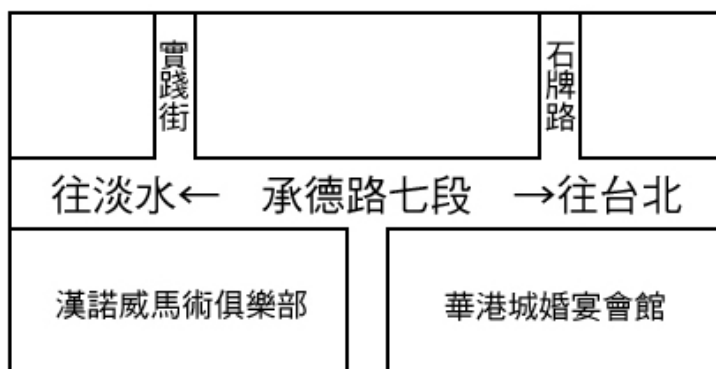 實踐街
石牌路
往淡水← 承德路七段 →往台北
漢諾威馬術俱樂部
華港城婚宴會館